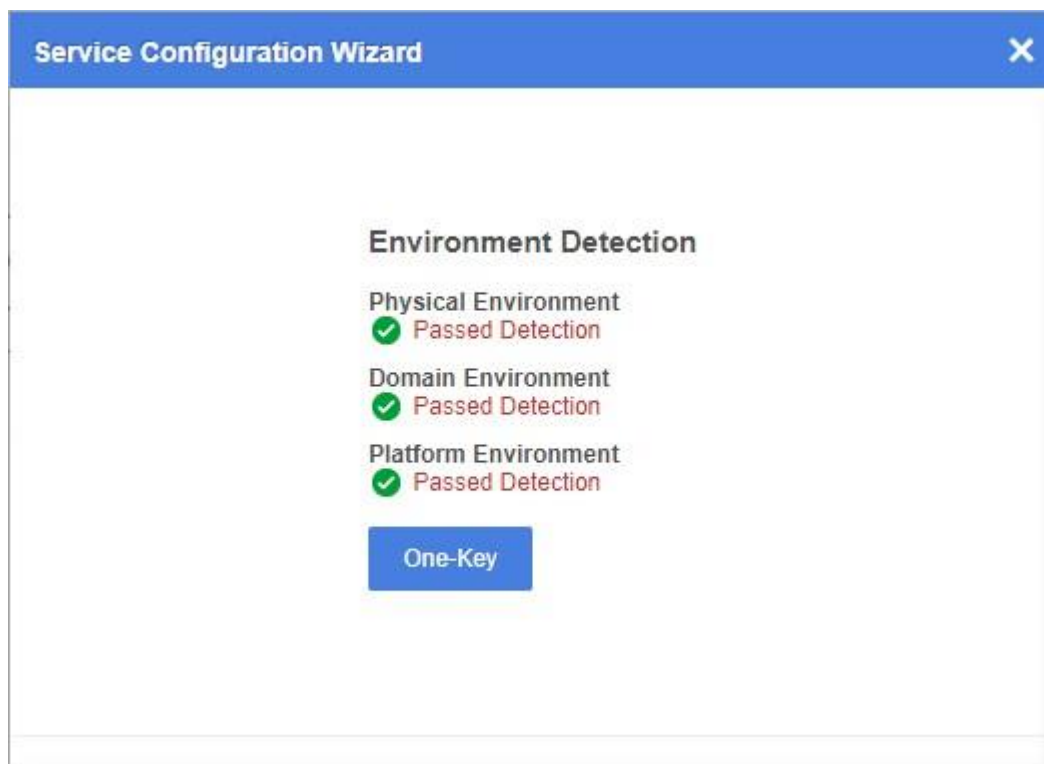 Service Configuration Wizard
Environment Detection
Physical Environment
Passed Detection
Domain Environment
Passed Detection
Platform Environment
Passed Detection
One-Key